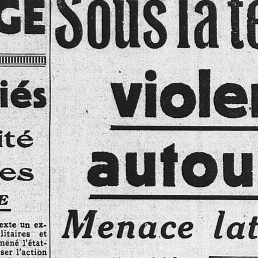 GE
iés
ité
es
E
exte un ex-
litaires et
mené l'état-
ser l'action
Sous la te
violen
autou
Menace lat